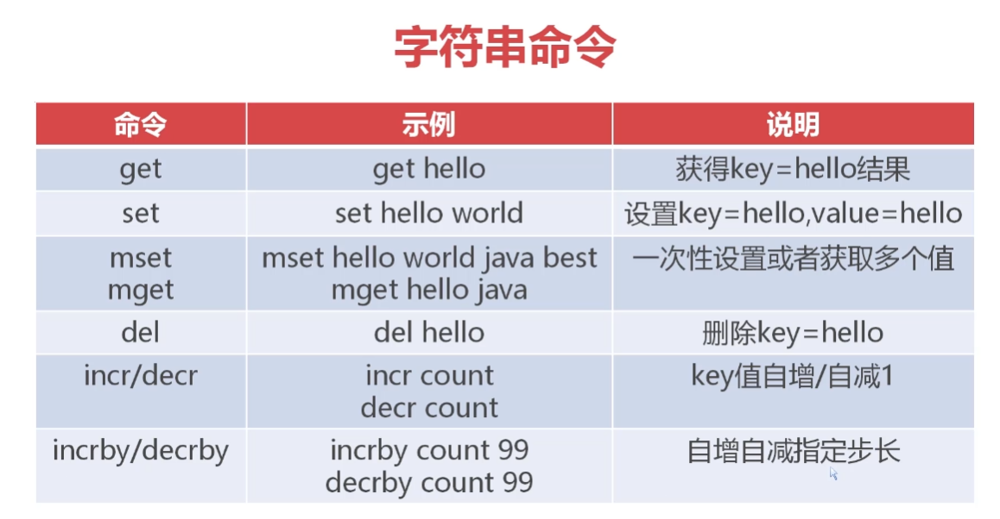 字符串命令
命令 示例 说明
get get hello 获得key=hello结果
set set hello world 设置key=hello,value=hello
mset mset hello world java best 一次性设置或者获取多个值
mget mget hello java
del del hello 删除key=hello
incr/decr incr count key值自增/自减1
decr count
incrby/decrby incrby count 99 自增自减指定步长
decrby count 99